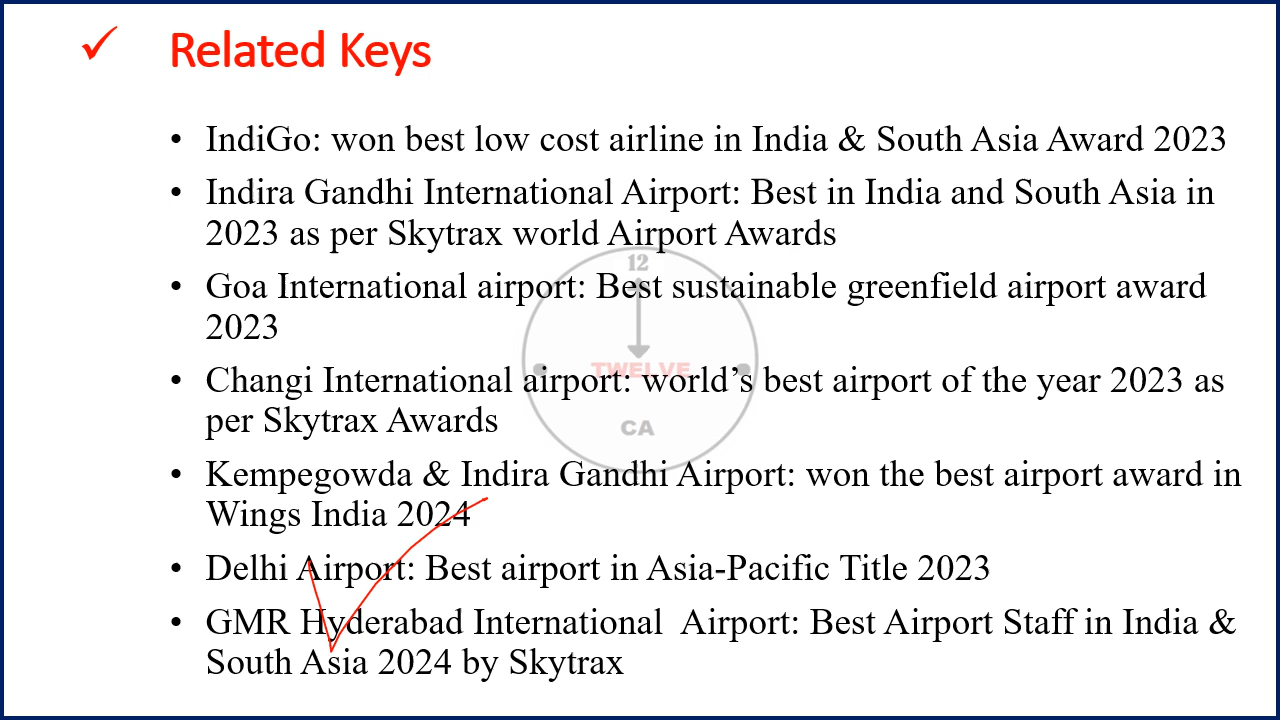 ✓ Related Keys
• IndiGo: won best low cost airline in India & South Asia Award 2023
• Indira Gandhi International Airport: Best in India and South Asia in
2023 as per Skytrax world Airport Awards
12
• Goa International airport: Best sustainable greenfield airport award
2023
TWELVE
• Changi International airport: world’s best airport of the year 2023 as
per Skytrax Awards
CA
• Kempegowda & Indira Gandhi Airport: won the best airport award in
Wings India 2024
• Delhi Airport: Best airport in Asia-Pacific Title 2023
• GMR Hyderabad International  Airport: Best Airport Staff in India &
South Asia 2024 by Skytrax